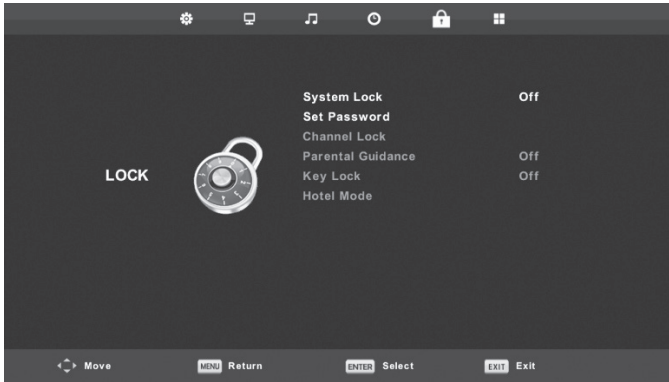 System Lock Off
Set Password
Channel Lock
Parental Guidance Off
Key Lock Off
Hotel Mode
LOCK
Move MENU Return ENTER Select EXIT Exit